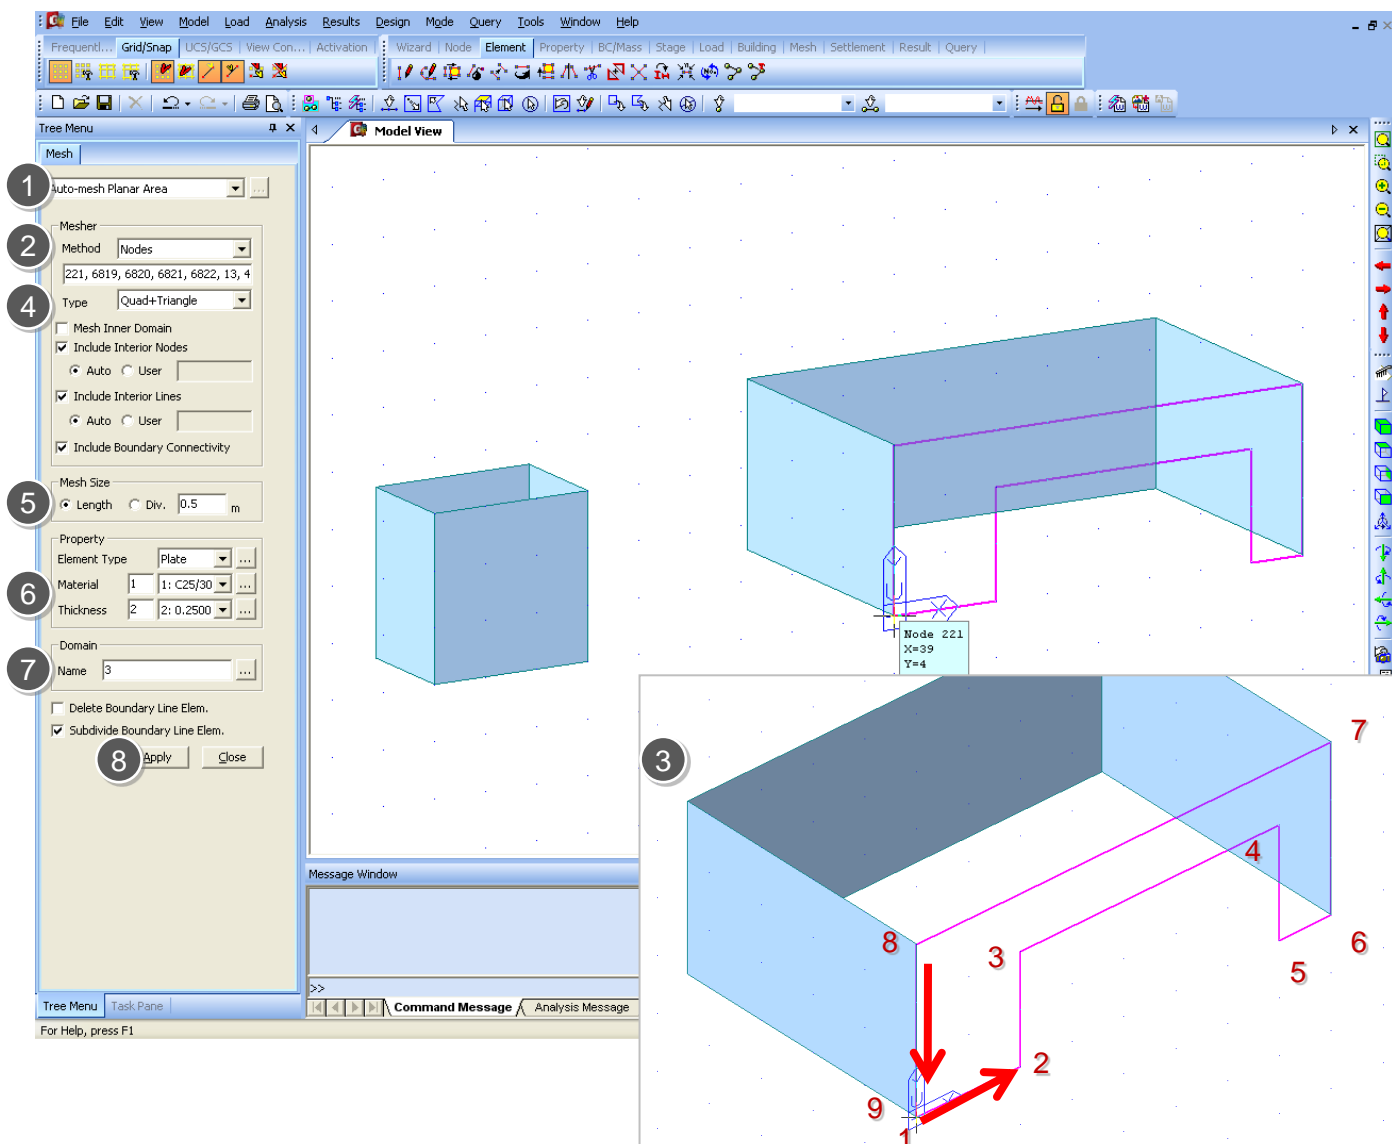 File Edit View Model Load Analysis Results Design Mode Query Tools Window Help
Frequentl... Grid/Snap UCS/GCS View Con... Activation Wizard Node Element Property BC/Mass Stage Load Building Mesh Settlement Result Query
Tree Menu
Model View
Mesh
1
Auto-mesh Planar Area
Mesher
2
Method Nodes
221, 6819, 6820, 6821, 6822, 13, 4
4
Type Quad+Triangle
Mesh Inner Domain
Include Interior Nodes
Auto User
Include Interior Lines
Auto User
Include Boundary Connectivity
Mesh Size
5
Length Div. 0.5 m
Property
Element Type Plate
6
Material 1 1: C25/30
Thickness 2 2: 0.2500
Domain
7
Name 3
Delete Boundary Line Elem.
Subdivide Boundary Line Elem.
8
Apply Close
Node 221
X=39
Y=4
3
7
4
8
3
6
5
2
9
1
Message Window
>>
Command Message Analysis Message
Tree Menu Task Pane
For Help, press F1